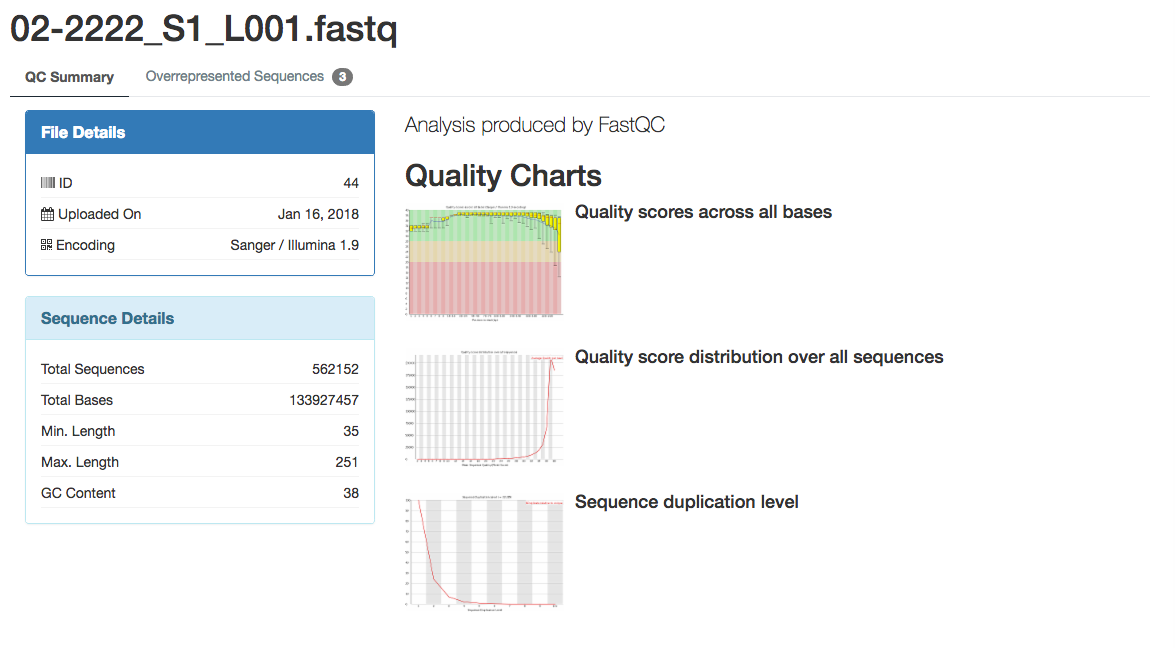 02-2222_S1_L001.fastq
QC Summary
Overrepresented Sequences 3
File Details
ID 44
Uploaded On Jan 16, 2018
Encoding Sanger / Illumina 1.9
Sequence Details
Total Sequences 562152
Total Bases 133927457
Min. Length 35
Max. Length 251
GC Content 38
Analysis produced by FastQC
Quality Charts
Quality scores across all bases
Quality score distribution over all sequences
Sequence duplication level